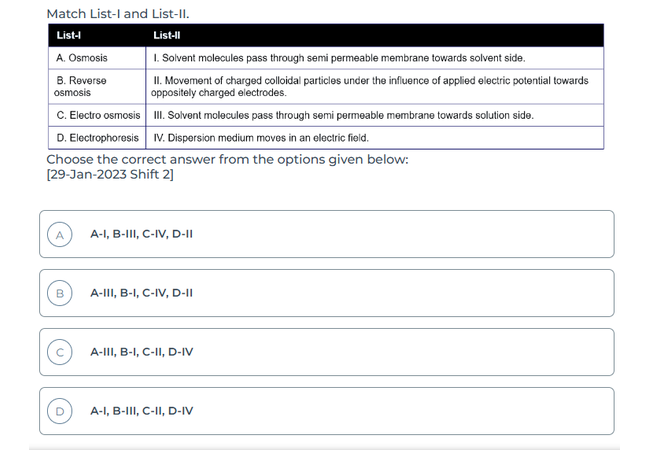 Match List-I and List-II.
List-I List-II
A. Osmosis I. Solvent molecules pass through semi permeable membrane towards solvent side.
B. Reverse osmosis II. Movement of charged colloidal particles under the influence of applied electric potential towards oppositely charged electrodes.
C. Electro osmosis III. Solvent molecules pass through semi permeable membrane towards solution side.
D. Electrophoresis IV. Dispersion medium moves in an electric field.
Choose the correct answer from the options given below:
[29-Jan-2023 Shift 2]
A A-I, B-III, C-IV, D-II
B A-III, B-I, C-IV, D-II
C A-III, B-I, C-II, D-IV
D A-I, B-III, C-II, D-IV